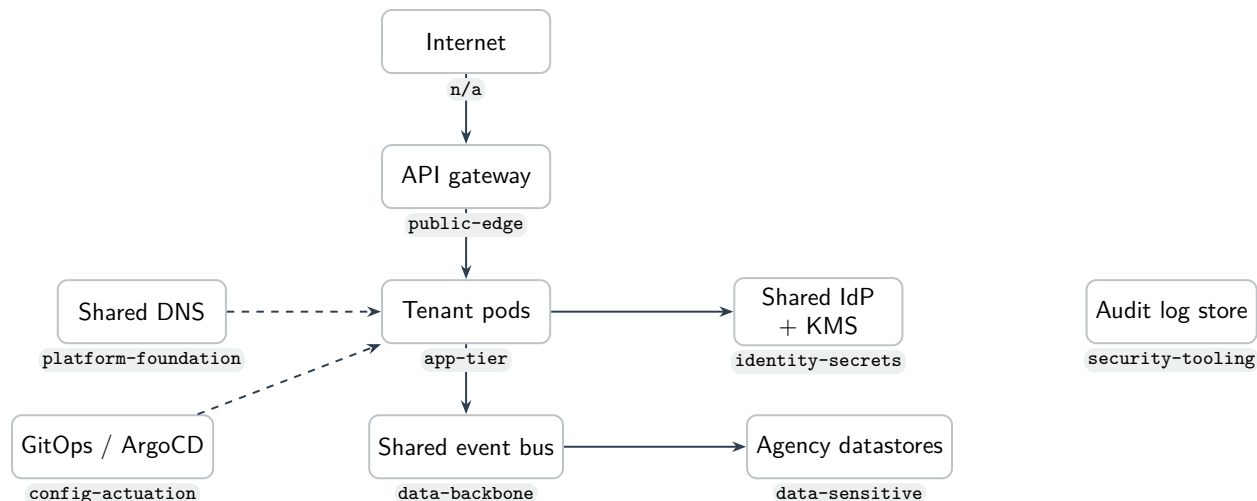 Internet
n/a
API gateway
public-edge
Shared DNS
platform-foundation
Tenant pods
app-tier
Shared IdP
+ KMS
identity-secrets
Audit log store
security-tooling
GitOps / ArgoCD
config-actuation
Shared event bus
data-backbone
Agency datastores
data-sensitive